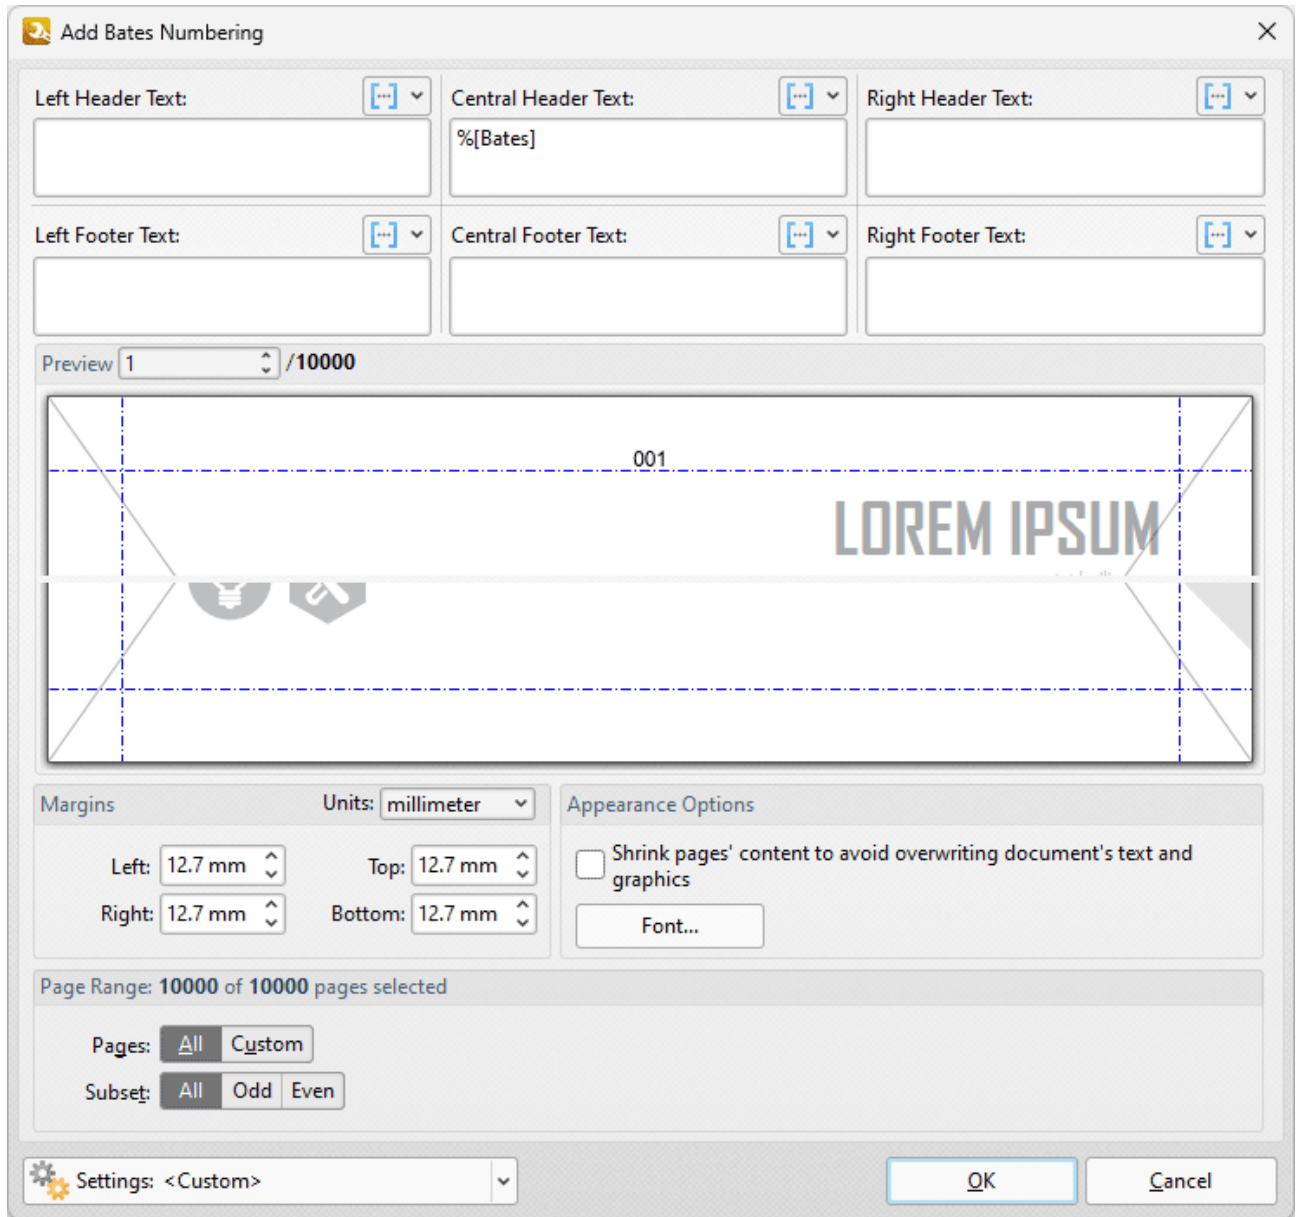 Add Bates Numbering
Left Header Text:
Central Header Text:
Right Header Text:
%[Bates]
Left Footer Text:
Central Footer Text:
Right Footer Text:
Preview 1 /10000
001
LOREM IPSUM
Margins
Units: millimeter
Appearance Options
Left: 12.7 mm
Top: 12.7 mm
Right: 12.7 mm
Bottom: 12.7 mm
Shrink pages' content to avoid overwriting document's text and
graphics
Font...
Page Range: 10000 of 10000 pages selected
Pages: All Custom
Subset: All Odd Even
Settings: <Custom>
OK
Cancel